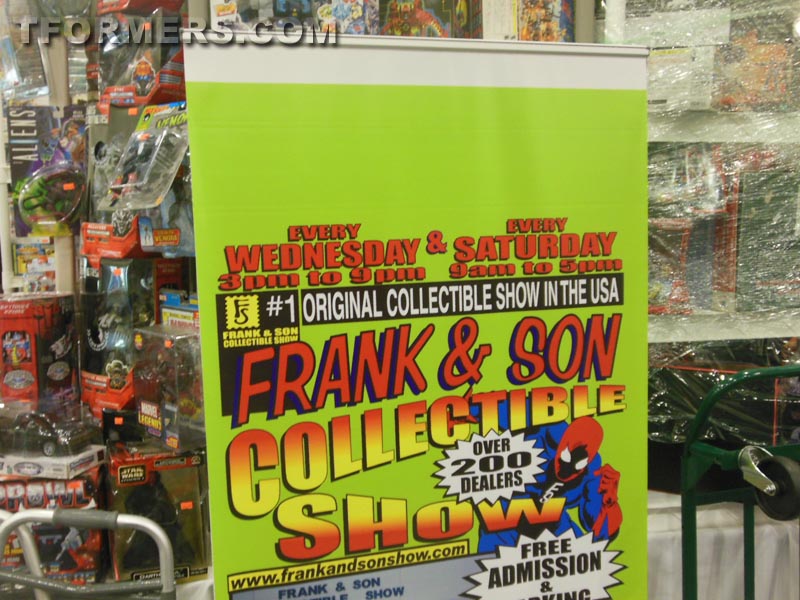 TFORMERS.COM
ALIENS
EVERY EVERY
WEDNESDAY & SATURDAY
3pm to 9pm 9am to 5pm
#1 ORIGINAL COLLECTIBLE SHOW IN THE USA
FRANK & SON
COLLECTIBLE SHOW
FRANK & SON
COLLECTIBLE
SHOW
OVER
200
DEALERS
www.frankandsonshow.com
FREE
ADMISSION
&
FRANK & SON
SHOW
MARVEL
LEGENDS
STAR WARS